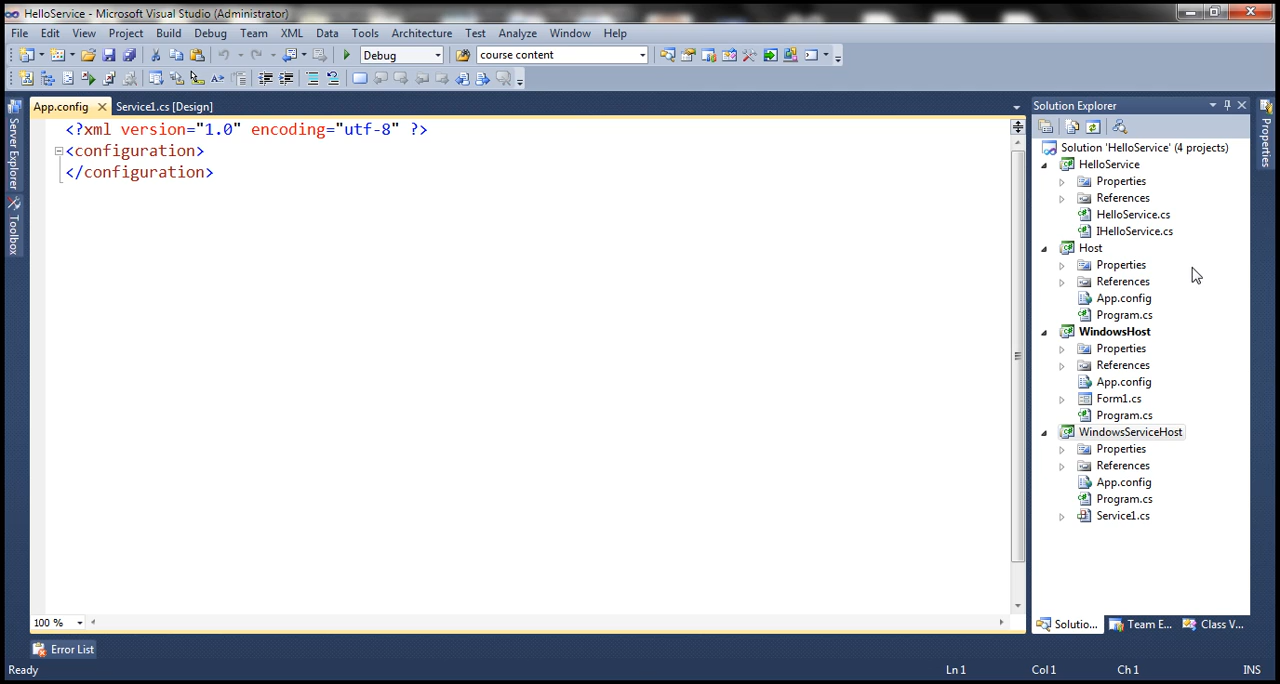 HelloService - Microsoft Visual Studio (Administrator)
File Edit View Project Build Debug Team XML Data Tools Architecture Test Analyze Window Help
Debug course content
App.config Service1.cs [Design]
<?xml version="1.0" encoding="utf-8" ?>
<configuration>
</configuration>
Server Explorer
Toolbox
Solution Explorer
Solution 'HelloService' (4 projects)
HelloService
Properties
References
HelloService.cs
IHelloService.cs
Host
Properties
References
App.config
Program.cs
WindowsHost
Properties
References
App.config
Form1.cs
Program.cs
WindowsServiceHost
Properties
References
App.config
Program.cs
Service1.cs
Properties
100 %
Solutio... Team E... Class V...
Error List
Ready Ln 1 Col 1 Ch 1 INS